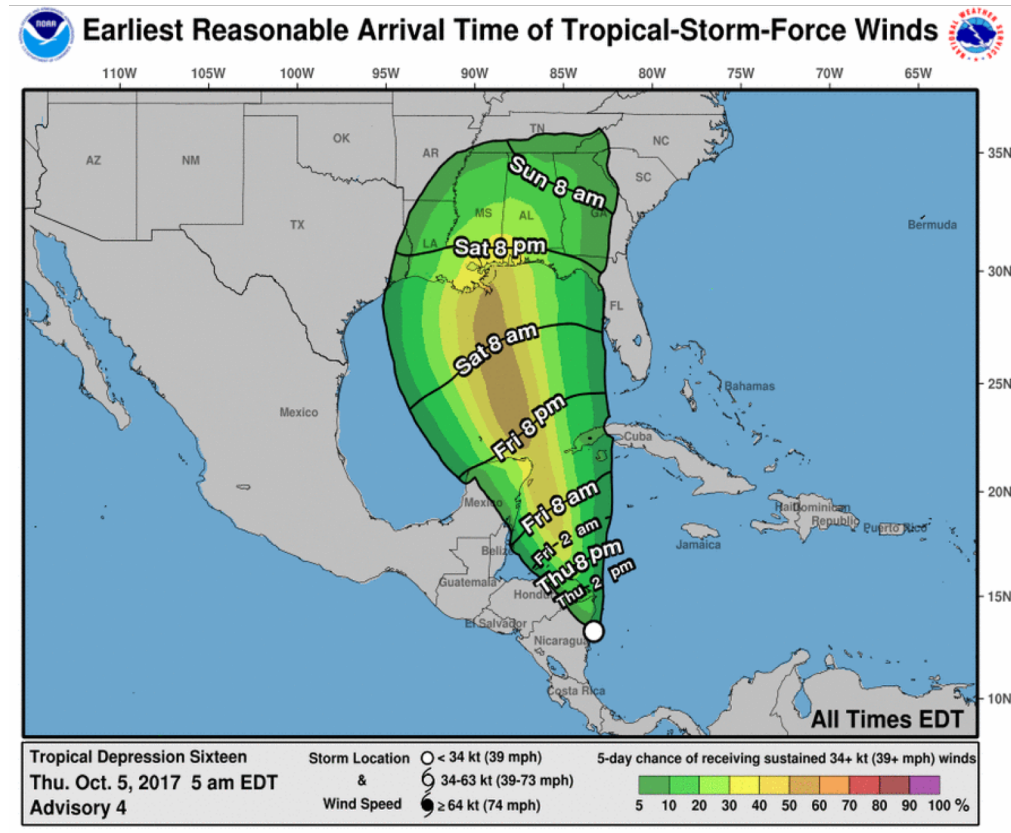 Earliest Reasonable Arrival Time of Tropical-Storm-Force Winds
NOAA
110W 105W 100W 95W 90W 85W 80W 75W 70W 65W
TN
OK
NC
AZ
NM
AR
35N
Sun 8 am
SC
MS
AL
GA
TX
Bermuda
LA
Sat 8 pm
30N
FL
Sat 8 am
25N
Bahamas
Mexico
Fri 8 pm
Cuba
20N
Fri 8 am
Mexico
Dominican
Republic
Puerto Rico
Fri 2 am
Jamaica
Thu 8 pm
Guatemala
Thu 2 pm
15N
El Salvador
Nicaragua
Costa Rica
10N
All Times EDT
Tropical Depression Sixteen
Thu. Oct. 5, 2017 5 am EDT
Advisory 4
Storm Location
&
Wind Speed
< 34 kt (39 mph)
34-63 kt (39-73 mph)
≥ 64 kt (74 mph)
5-day chance of receiving sustained 34+ kt (39+ mph) winds
5 10 20 30 40 50 60 70 80 90 100 %